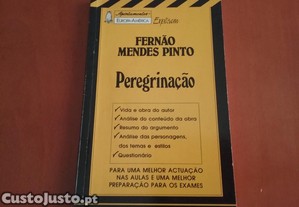 Apontamentos
EUROPA-AMÉRICA
Explicam
FERNÃO
MENDES PINTO
Peregrinação
Vida e obra do autor
Análise do conteúdo da obra
Resumo do argumento
Análise das personagens,
dos temas e estilos
Questionário
PARA UMA MELHOR ACTUAÇÃO
NAS AULAS E UMA MELHOR
PREPARAÇÃO PARA OS EXAMES
CustoJusto.pt